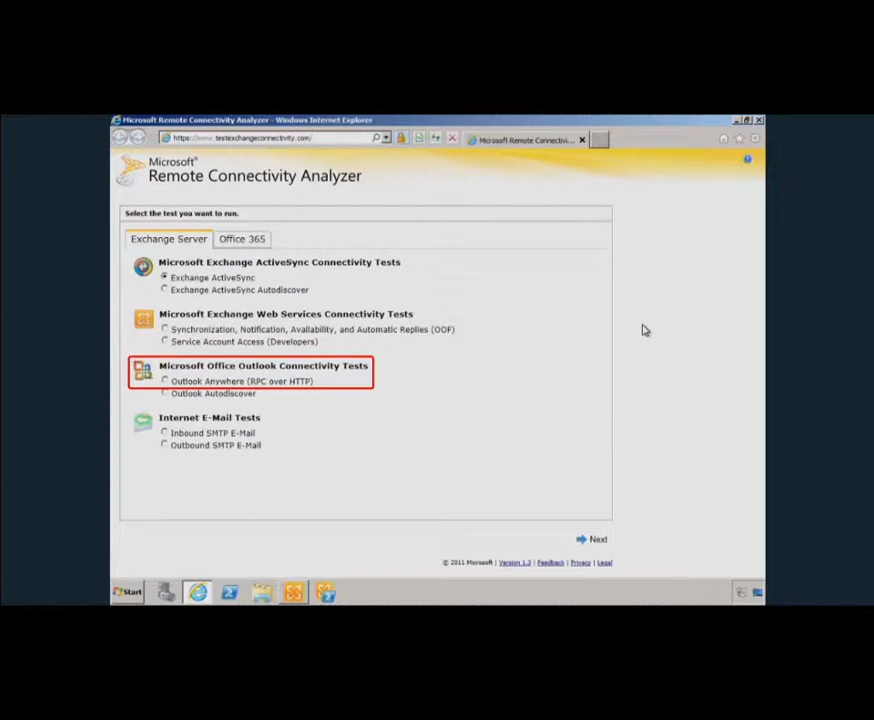 Microsoft Remote Connectivity Analyzer - Windows Internet Explorer
https://www.testexchangeconnectivity.com/
Microsoft Remote Connectivi...
Microsoft®
Remote Connectivity Analyzer
Select the test you want to run.
Exchange Server
Office 365
Microsoft Exchange ActiveSync Connectivity Tests
Exchange ActiveSync
Exchange ActiveSync Autodiscover
Microsoft Exchange Web Services Connectivity Tests
Synchronization, Notification, Availability, and Automatic Replies (OOF)
Service Account Access (Developers)
Microsoft Office Outlook Connectivity Tests
Outlook Anywhere (RPC over HTTP)
Outlook Autodiscover
Internet E-Mail Tests
Inbound SMTP E-Mail
Outbound SMTP E-Mail
Next
© 2011 Microsoft | Version 1.3 | Feedback | Privacy | Legal
Start